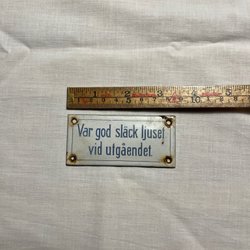 Var god släck ljuset
vid utgåendet.